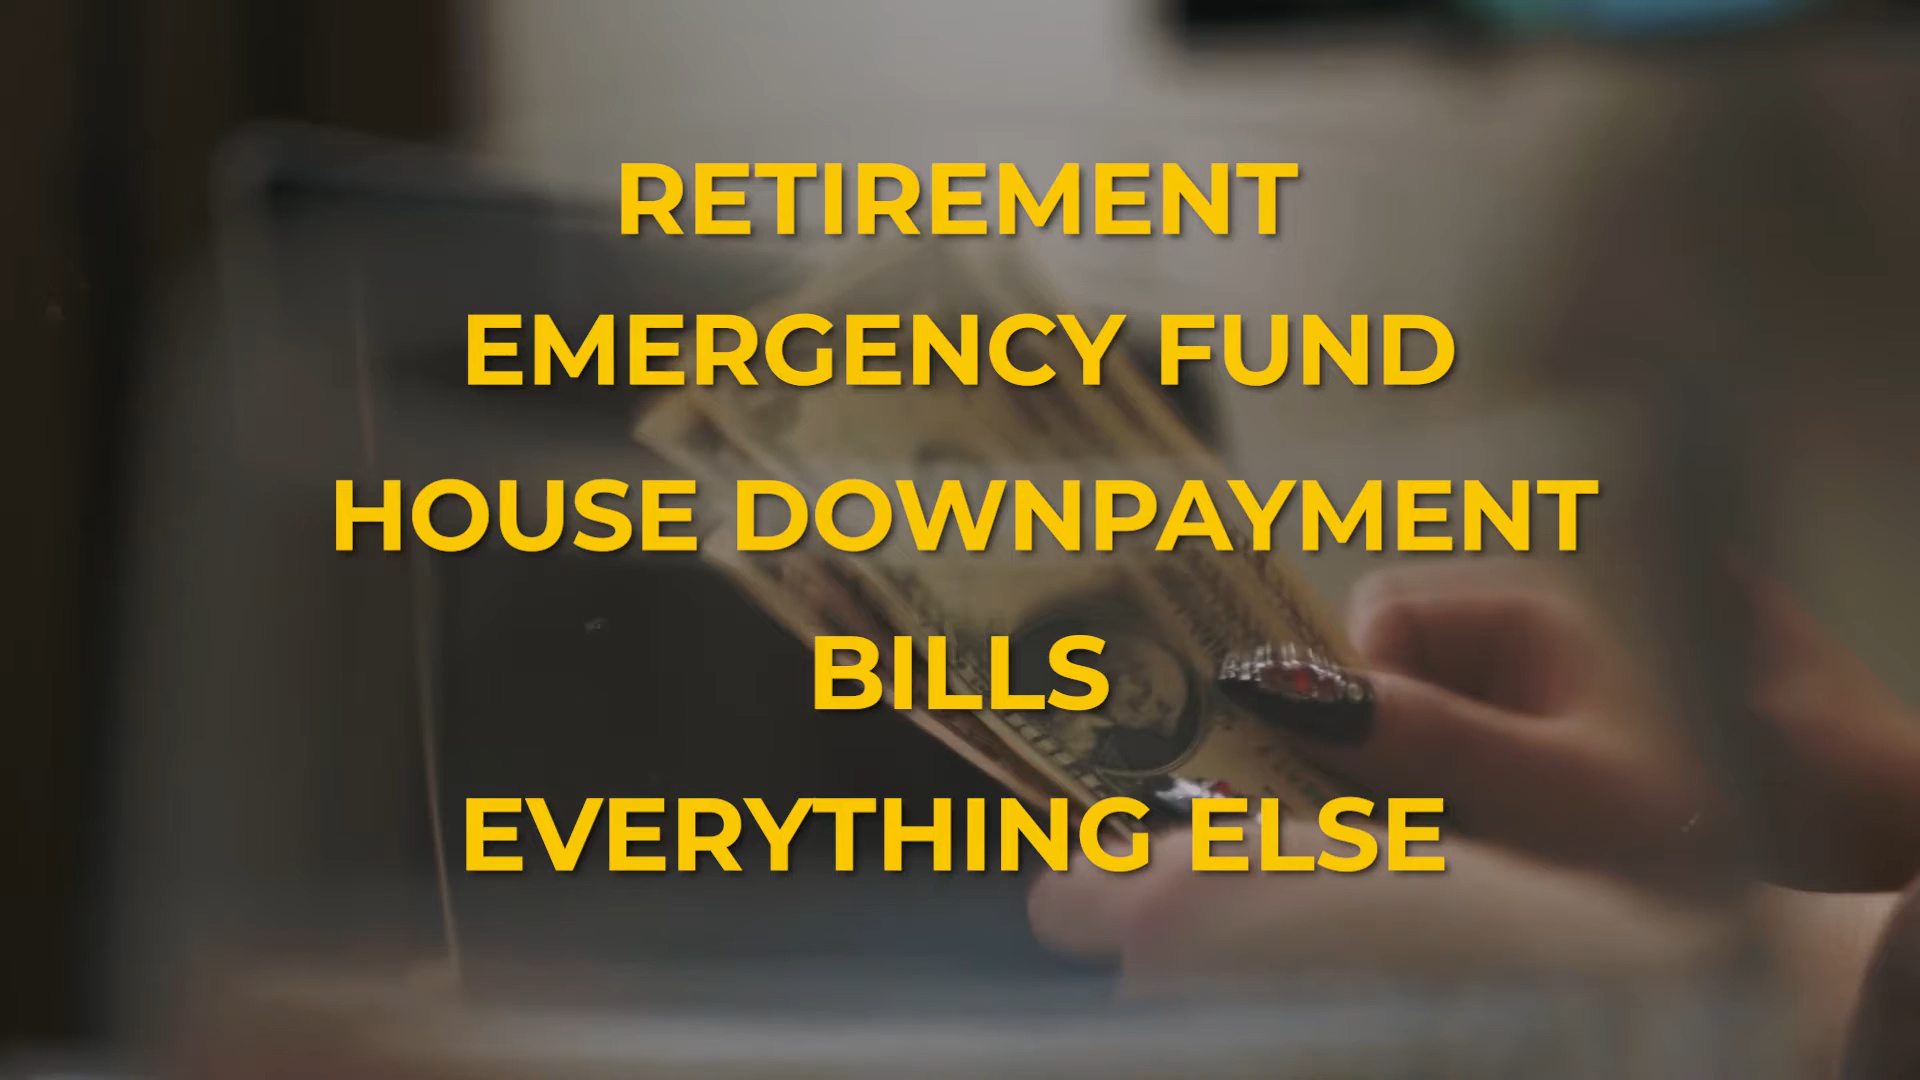 RETIREMENT
EMERGENCY FUND
HOUSE DOWNPAYMENT
BILLS
EVERYTHING ELSE